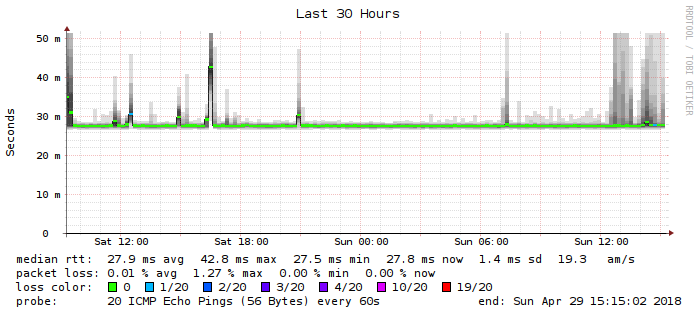 Last 30 Hours
RRDTOOL / TOBI OETIKER
Seconds
50 m
40 m
30 m
20 m
10 m
0
Sat 12:00 Sat 18:00 Sun 00:00 Sun 06:00 Sun 12:00
median rtt: 27.9 ms avg 42.8 ms max 27.5 ms min 27.8 ms now 1.4 ms sd 19.3 am/s
packet loss: 0.01 % avg 1.27 % max 0.00 % min 0.00 % now
loss color: 0 1/20 2/20 3/20 4/20 10/20 19/20
probe: 20 ICMP Echo Pings (56 Bytes) every 60s end: Sun Apr 29 15:15:02 2018